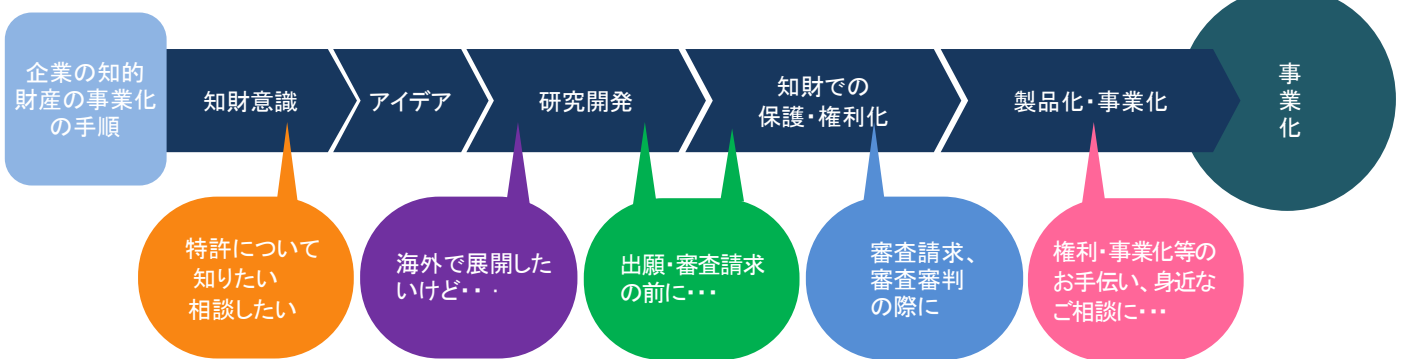 企業の知的
財産の事業化
の手順
知財意識
アイデア
研究開発
知財での
保護・権利化
製品化・事業化
事
業
化
特許について
知りたい
相談したい
海外で展開した
いけど・・・
出願・審査請求
の前に・・・
審査請求、
審査審判
の際に
権利・事業化等の
お手伝い、身近な
ご相談に・・・